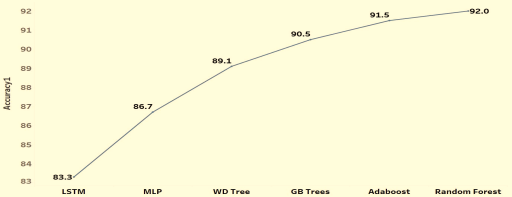 92
91
90
89
88
87
86
85
84
83
Accuracy1
83.3
86.7
89.1
90.5
91.5
92.0
LSTM
MLP
WD Tree
GB Trees
Adaboost
Random Forest